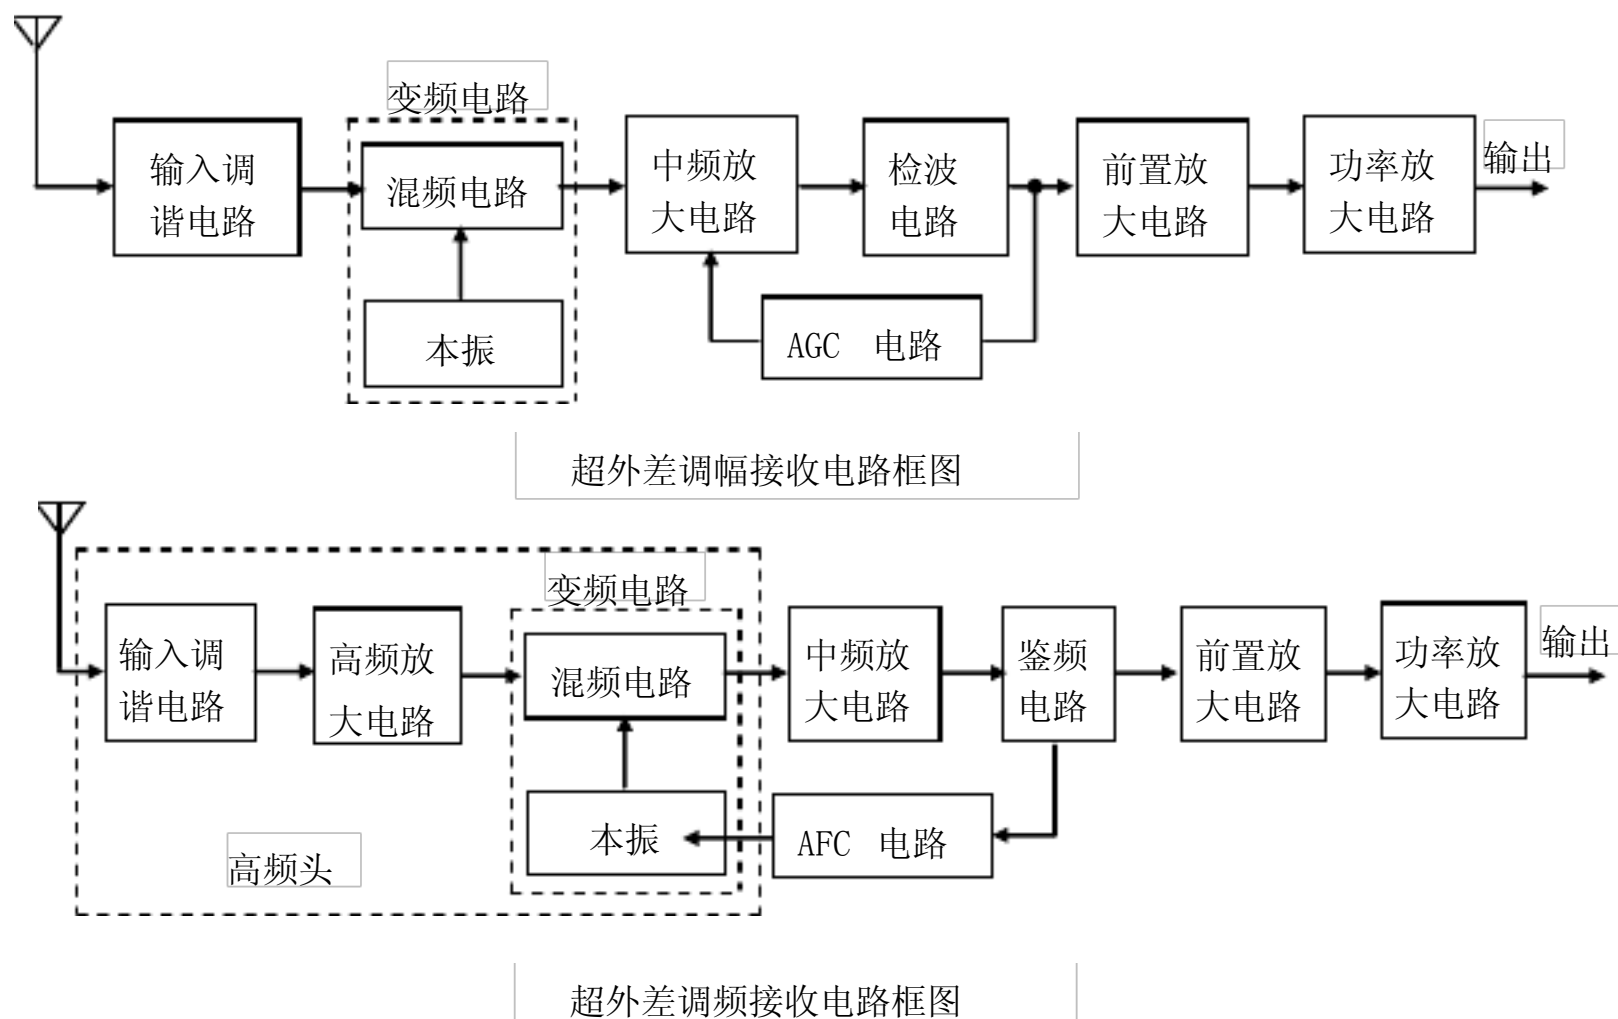 变频电路
输入调
谐电路
混频电路
本振
中频放
大电路
检波
电路
AGC 电路
前置放
大电路
功率放
大电路
输出
超外差调幅接收电路框图
变频电路
输入调
谐电路
高频放
大电路
混频电路
本振
高频头
中频放
大电路
鉴频
电路
AFC 电路
前置放
大电路
功率放
大电路
输出
超外差调频接收电路框图